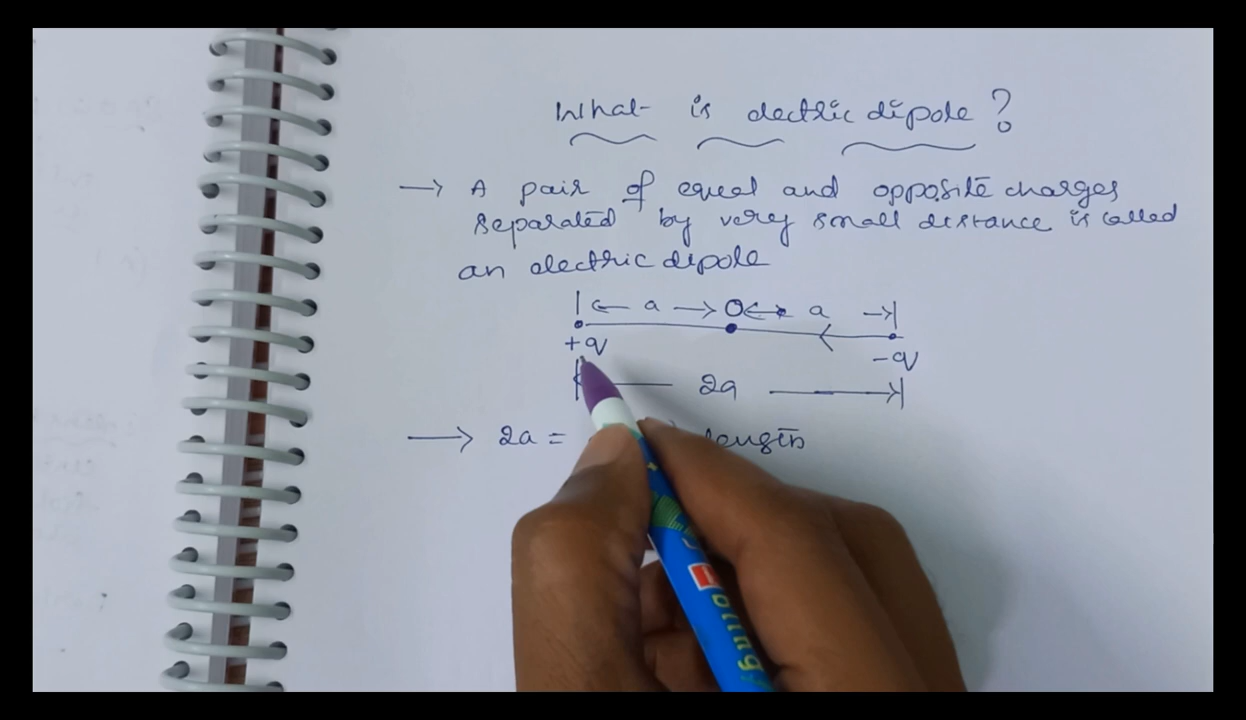 What is electric dipole?
→ A pair of equal and opposite charges
separated by very small distance is called
an electric dipole
|← a →O←→ a →|
+q -q
2a
→ 2a = length